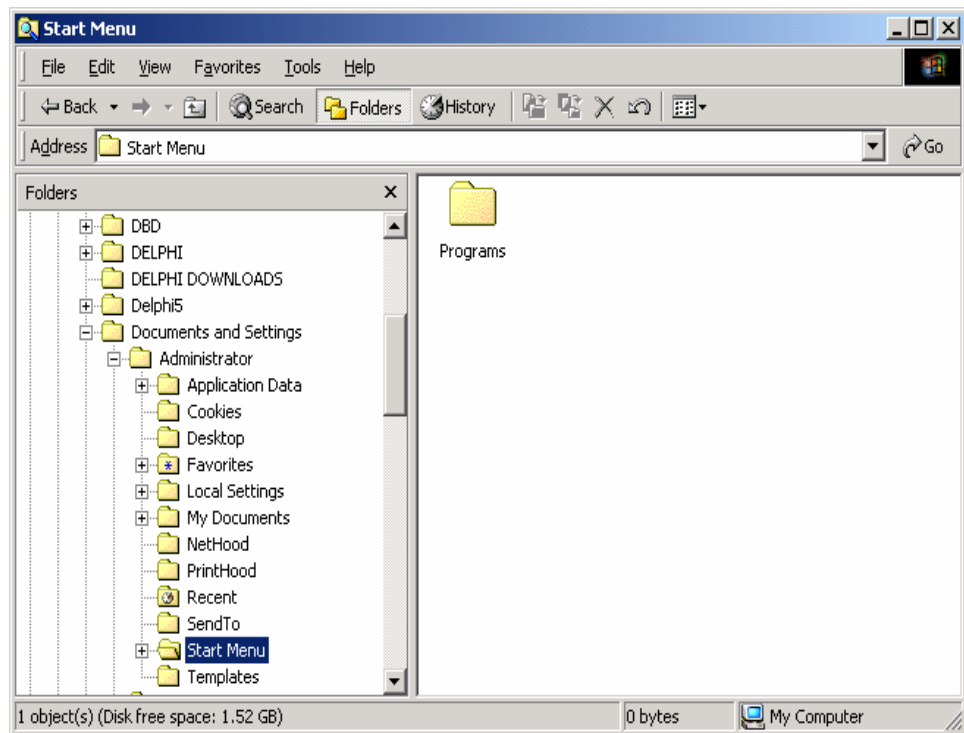 Start Menu
File Edit View Favorites Tools Help
Back Search Folders History
Address Start Menu Go
Folders
DBD
DELPHI
DELPHI DOWNLOADS
Delphi5
Documents and Settings
Administrator
Application Data
Cookies
Desktop
Favorites
Local Settings
My Documents
NetHood
PrintHood
Recent
SendTo
Start Menu
Templates
Programs
1 object(s) (Disk free space: 1.52 GB) 0 bytes My Computer